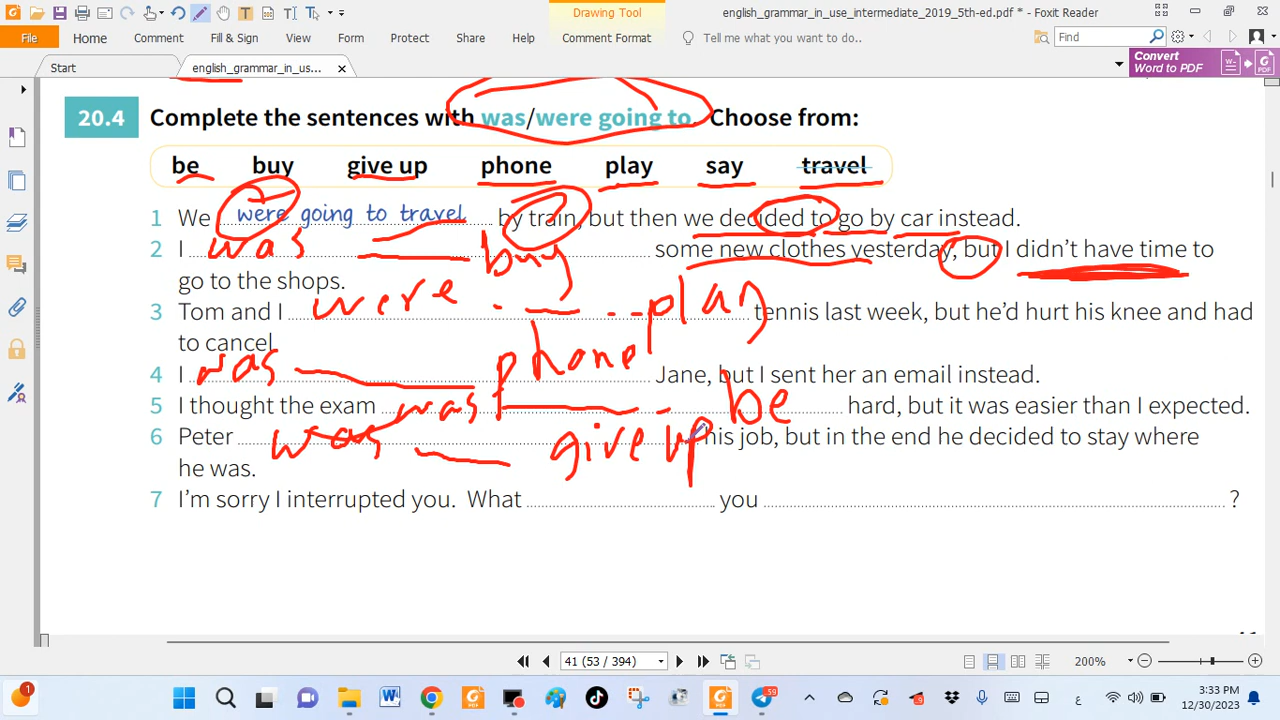 Drawing Tool
english_grammar_in_use_intermediate_2019_5th-ed.pdf * - Foxit Reader
File Home Comment Fill & Sign View Form Protect Share Help Comment Format Tell me what you want to do.. Find
Start english_grammar_in_us... Convert Word to PDF
20.4 Complete the sentences with was/were going to. Choose from:
be buy give up phone play say travel
1 We were going to travel by train, but then we decided to go by car instead.
2 I was buy some new clothes yesterday, but I didn't have time to
go to the shops.
3 Tom and I were play tennis last week, but he'd hurt his knee and had
to cancel.
4 I was phone Jane, but I sent her an email instead.
5 I thought the exam was be hard, but it was easier than I expected.
6 Peter was give up his job, but in the end he decided to stay where
he was.
7 I'm sorry I interrupted you. What you ?
41 (53 / 394) 200%
1 59 ع 3:33 PM
12/30/2023